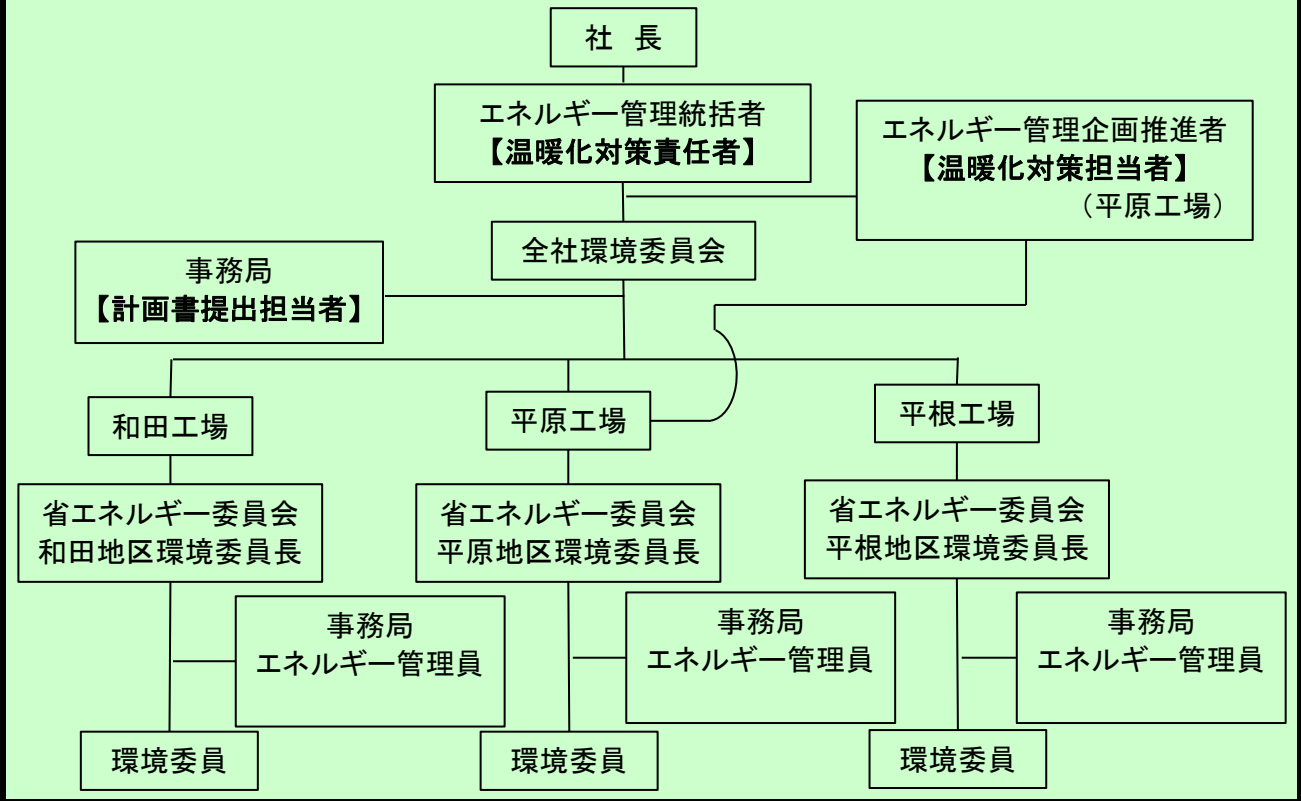 社 長
エネルギー管理統括者
【温暖化対策責任者】
エネルギー管理企画推進者
【温暖化対策担当者】
（平原工場）
全社環境委員会
事務局
【計画書提出担当者】
和田工場
平原工場
平根工場
省エネルギー委員会
和田地区環境委員長
省エネルギー委員会
平原地区環境委員長
省エネルギー委員会
平根地区環境委員長
事務局
エネルギー管理員
事務局
エネルギー管理員
事務局
エネルギー管理員
環境委員
環境委員
環境委員